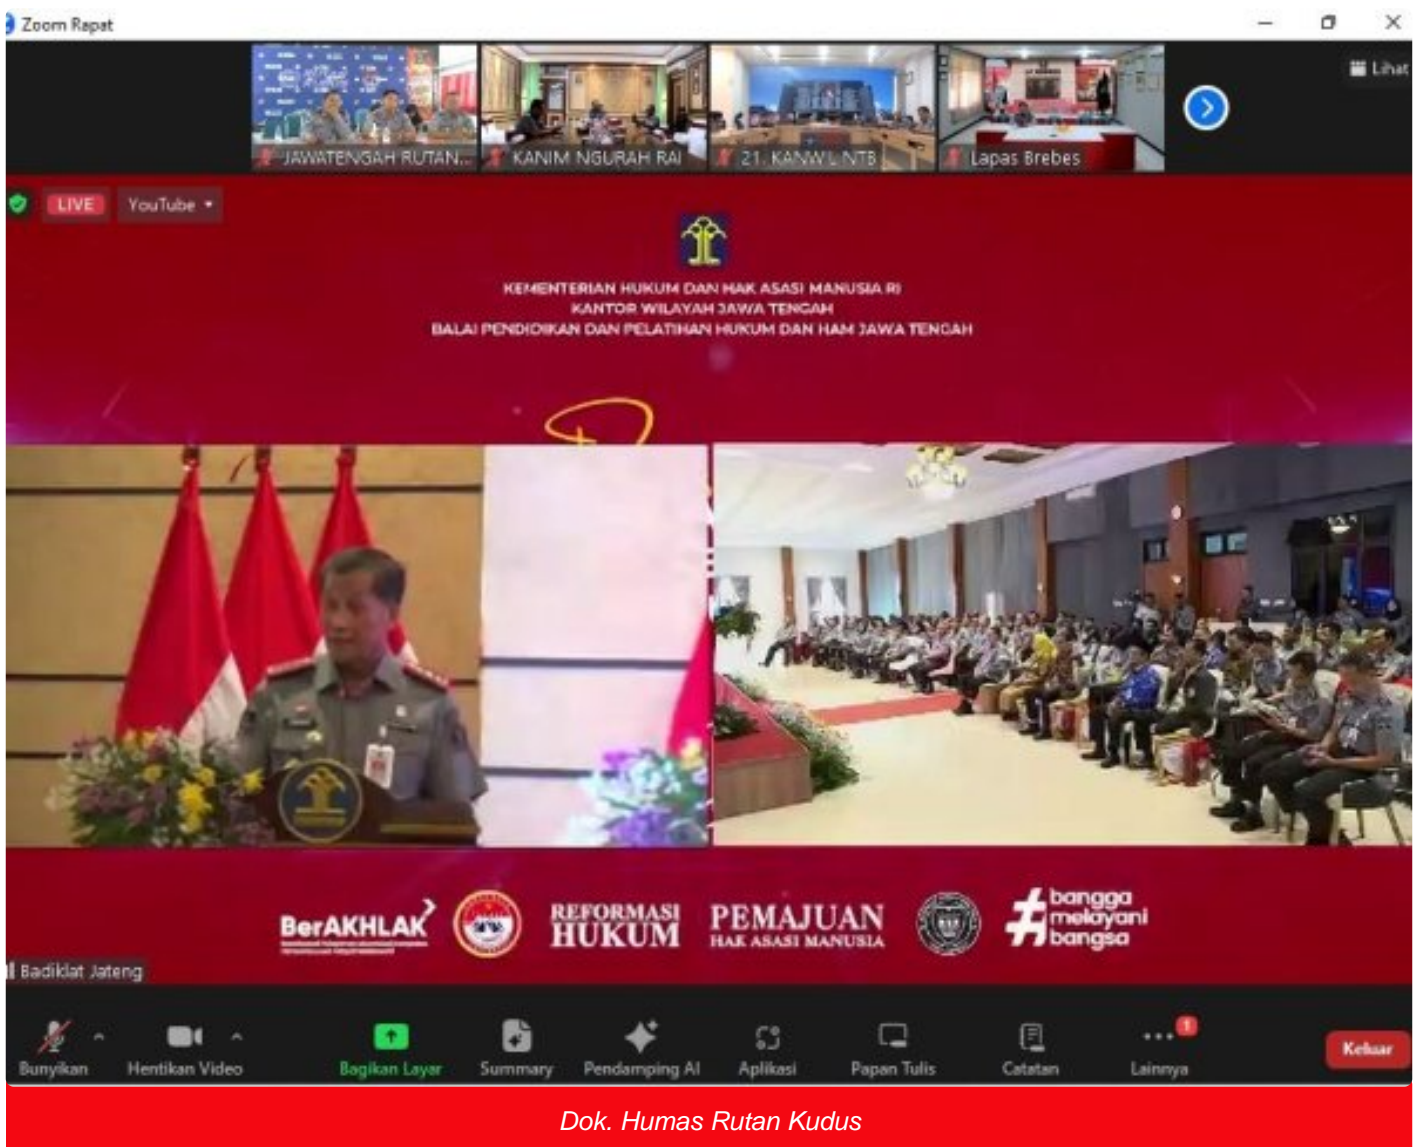 Zoom Rapat
Lihat
JAWATENGAH RUTAN...
KANIM NGURAH RAI
21. KANWIL NTB
Lapas Brebes
LIVE
YouTube
KEMENTERIAN HUKUM DAN HAK ASASI MANUSIA RI
KANTOR WILAYAH JAWA TENGAH
BALAI PENDIDIKAN DAN PELATIHAN HUKUM DAN HAM JAWA TENGAH
BerAKHLAK
REFORMASI
HUKUM
PEMAJUAN
HAK ASASI MANUSIA
#bangga
melayani
bangsa
Badiklat Jateng
Bunyikan
Hentikan Video
Bagikan Layar
Summary
Pendamping AI
Aplikasi
Papan Tulis
Catatan
1
Lainnya
Keluar
Dok. Humas Rutan Kudus